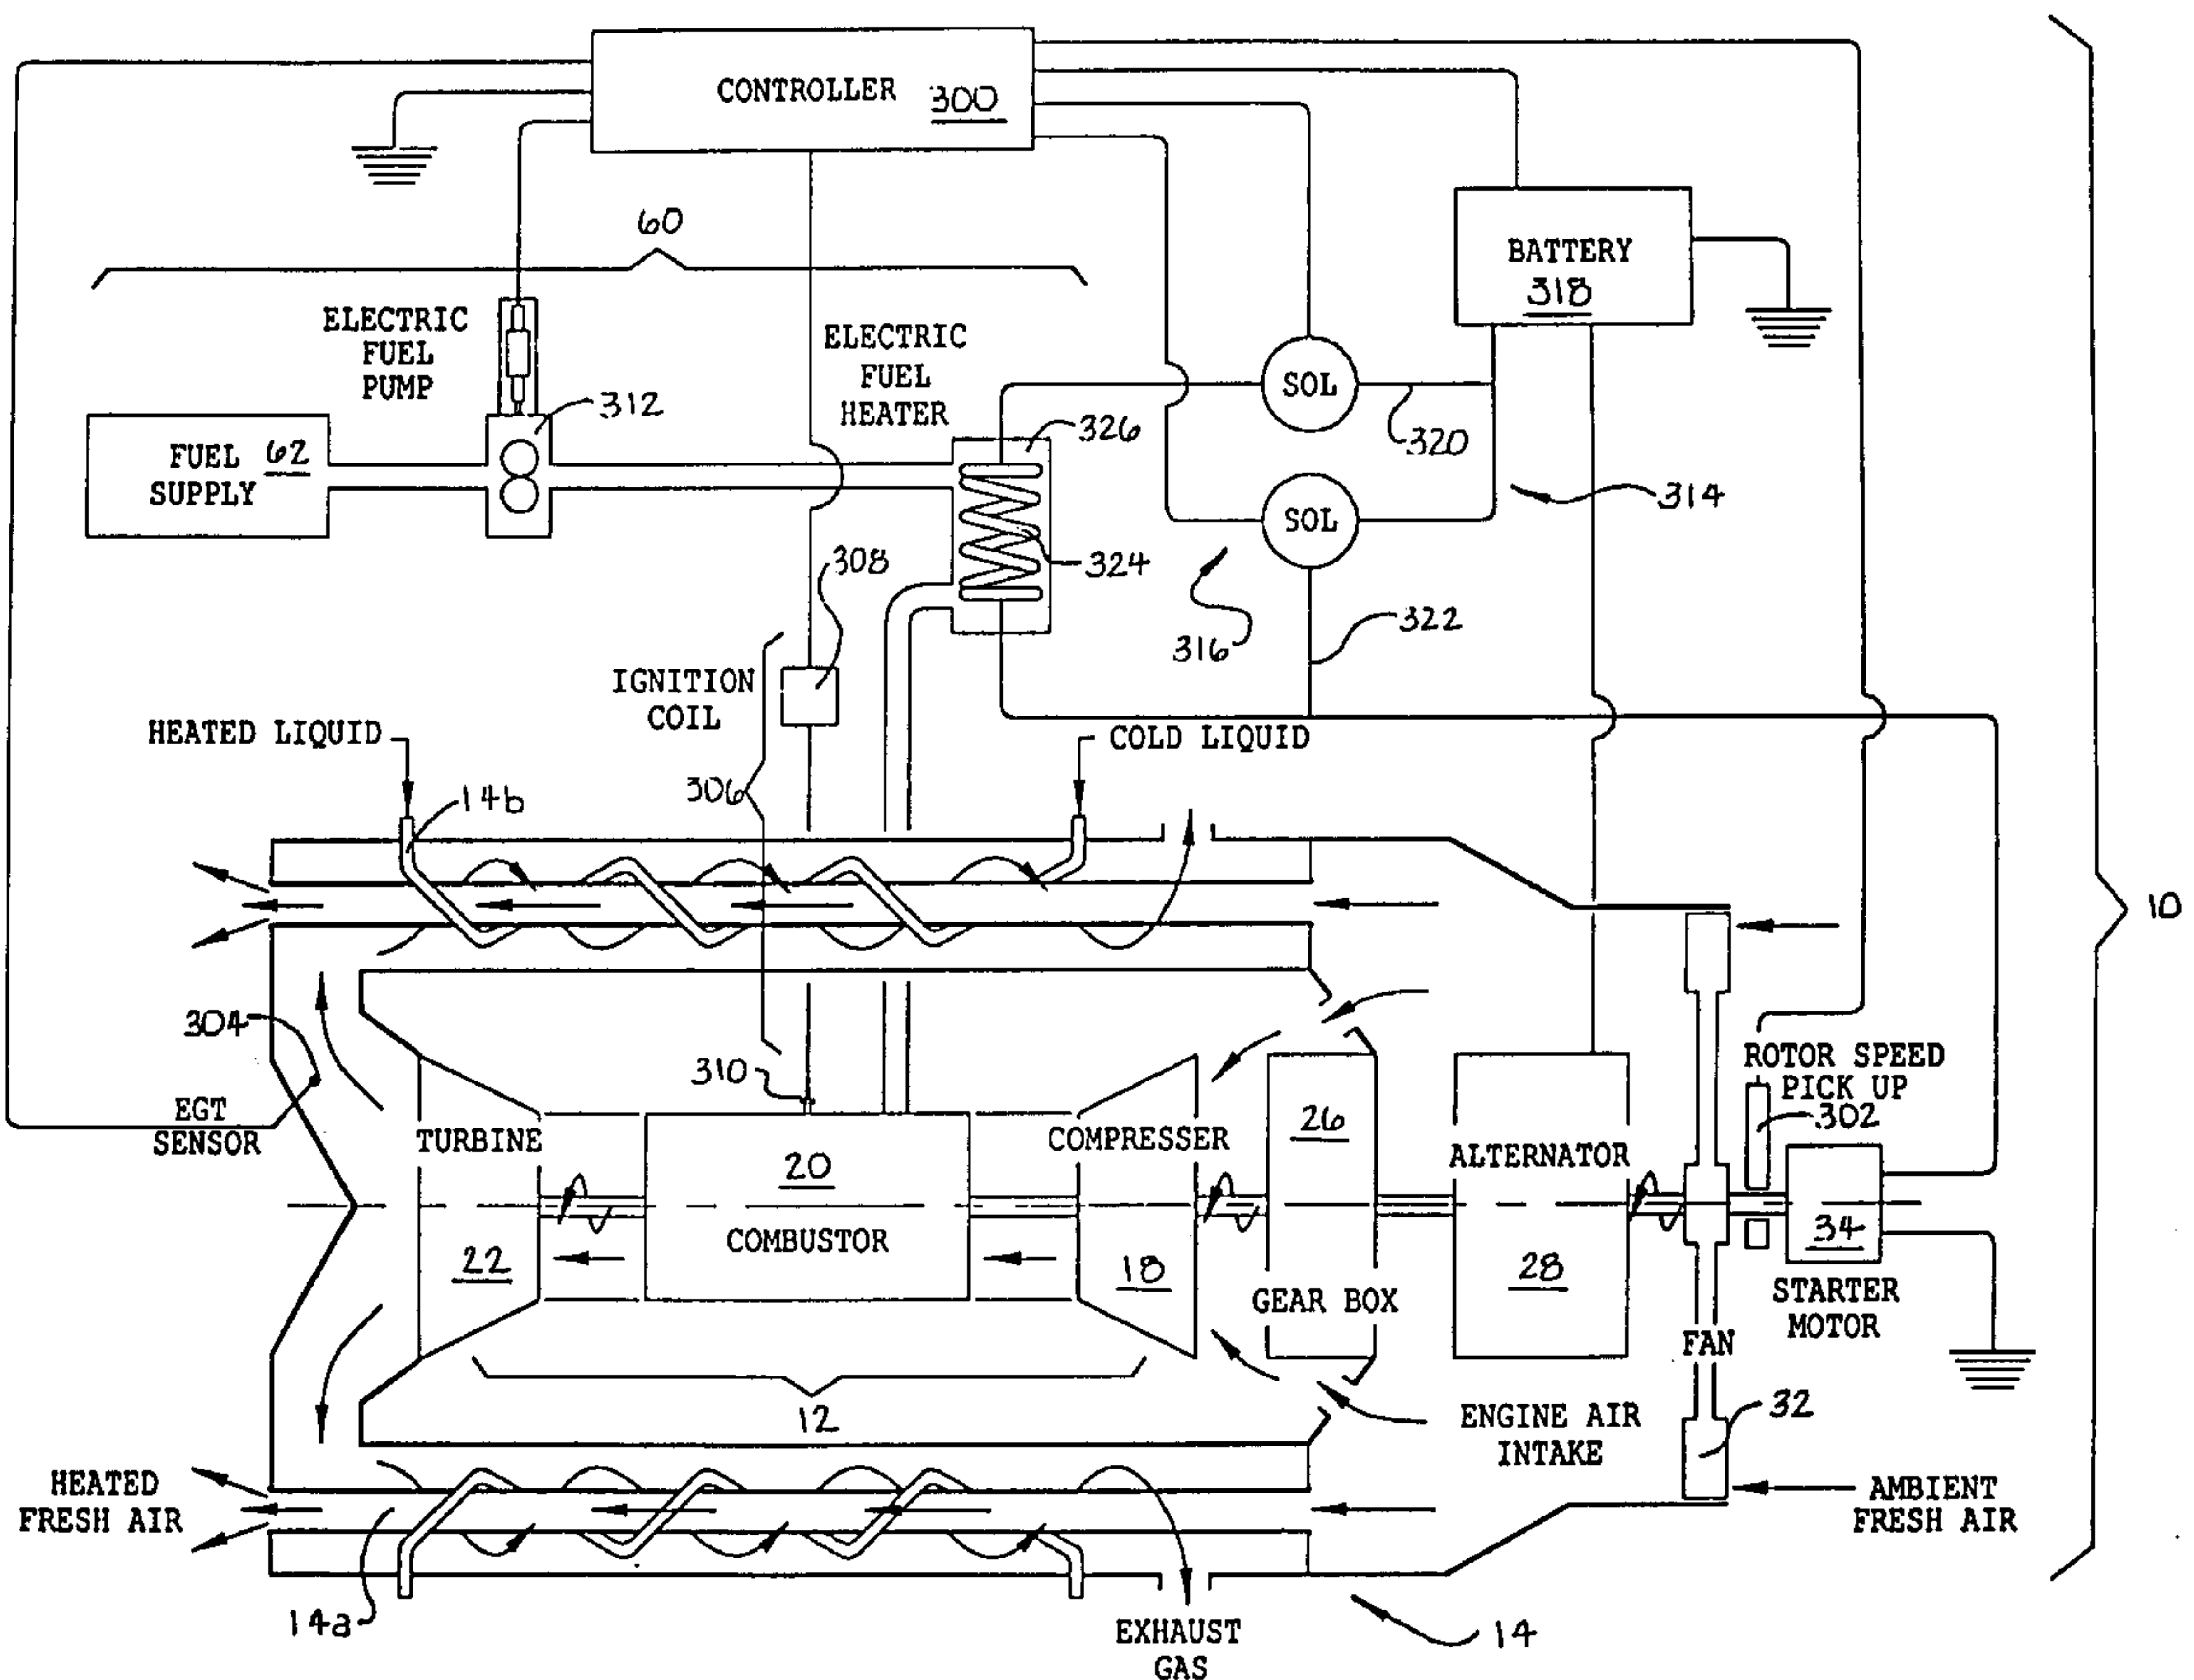 CONTROLLER 300
60
BATTERY
318
ELECTRIC
FUEL
PUMP
ELECTRIC
FUEL
HEATER
SOL
312
326
320
FUEL 62
SUPPLY
314
SOL
308
324
322
316
IGNITION
COIL
HEATED LIQUID
COLD LIQUID
306
14b
10
304
ROTOR SPEED
PICK UP
310
302
EGT
SENSOR
TURBINE
COMPRESSER
26
ALTERNATOR
20
COMBUSTOR
22
18
28
34
GEAR BOX
STARTER
MOTOR
FAN
12
32
ENGINE AIR
INTAKE
HEATED
FRESH AIR
AMBIENT
FRESH AIR
14a
EXHAUST
GAS
14